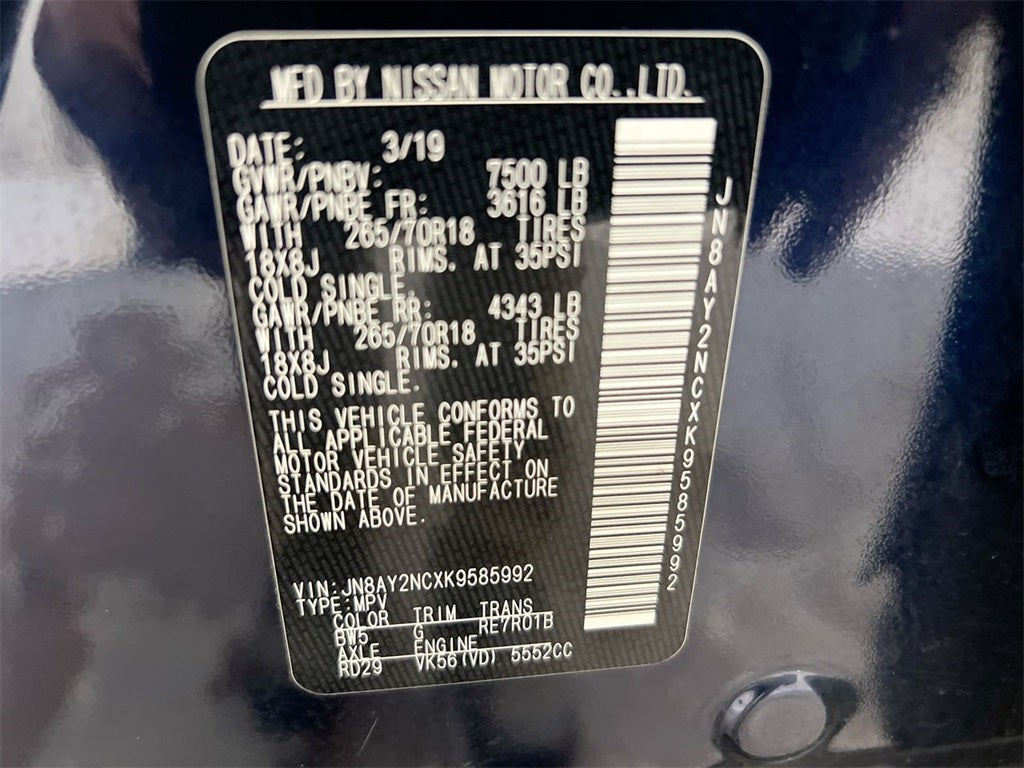 MFD BY NISSAN MOTOR CO.,LTD.
DATE: 3/19
GVWR/PNBV: 7500 LB
GAWR/PNBE FR: 3616 LB
WITH 265/70R18 TIRES
18X8J RIMS. AT 35PSI
COLD SINGLE.
GAWR/PNBE RR: 4343 LB
WITH 265/70R18 TIRES
18X8J RIMS. AT 35PSI
COLD SINGLE.
THIS VEHICLE CONFORMS TO
ALL APPLICABLE FEDERAL
MOTOR VEHICLE SAFETY
STANDARDS IN EFFECT ON
THE DATE OF MANUFACTURE
SHOWN ABOVE.
VIN: JN8AY2NCXK9585992
TYPE: MPV
COLOR TRIM TRANS
BW5 G RE7R01B
AXLE ENGINE
RD29 VK56(VD) 5552CC
JN8AY2NCXK9585992